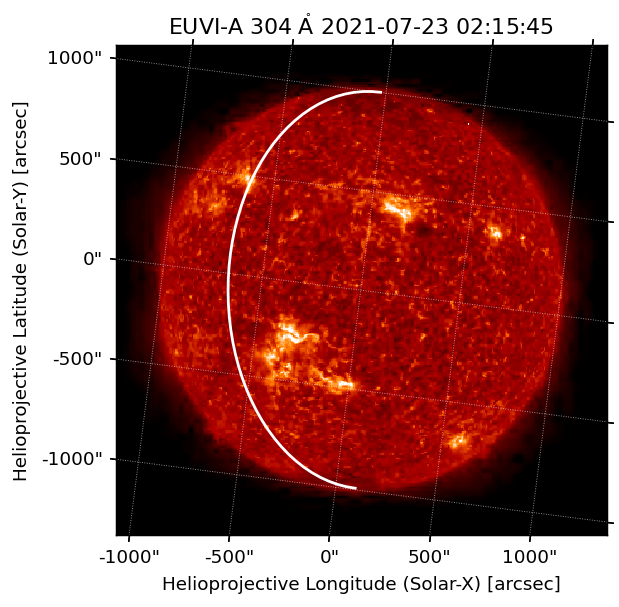 EUVI-A 304 Å 2021-07-23 02:15:45
1000"
500"
0"
-500"
-1000"
Helioprojective Latitude (Solar-Y) [arcsec]
-1000" -500" 0" 500" 1000"
Helioprojective Longitude (Solar-X) [arcsec]